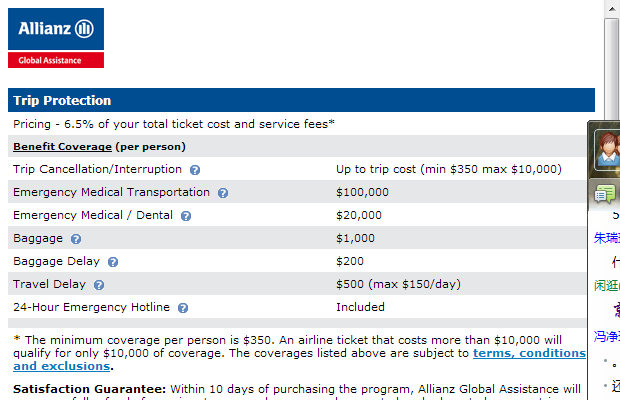 Allianz
Global Assistance
Trip Protection
Pricing - 6.5% of your total ticket cost and service fees*
Benefit Coverage (per person)
Trip Cancellation/Interruption ? Up to trip cost (min $350 max $10,000)
Emergency Medical Transportation ? $100,000
Emergency Medical / Dental ? $20,000
Baggage ? $1,000
Baggage Delay ? $200
Travel Delay ? $500 (max $150/day)
24-Hour Emergency Hotline ? Included
* The minimum coverage per person is $350. An airline ticket that costs more than $10,000 will
qualify for only $10,000 of coverage. The coverages listed above are subject to terms, conditions
and exclusions.
Satisfaction Guarantee: Within 10 days of purchasing the program, Allianz Global Assistance will
朱瑞
闲逛
冯净
还